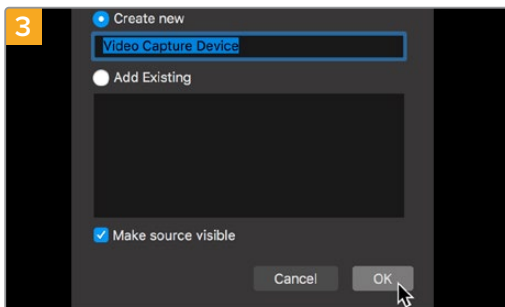 3
Create new
Video Capture Device
Add Existing
Make source visible
Cancel OK